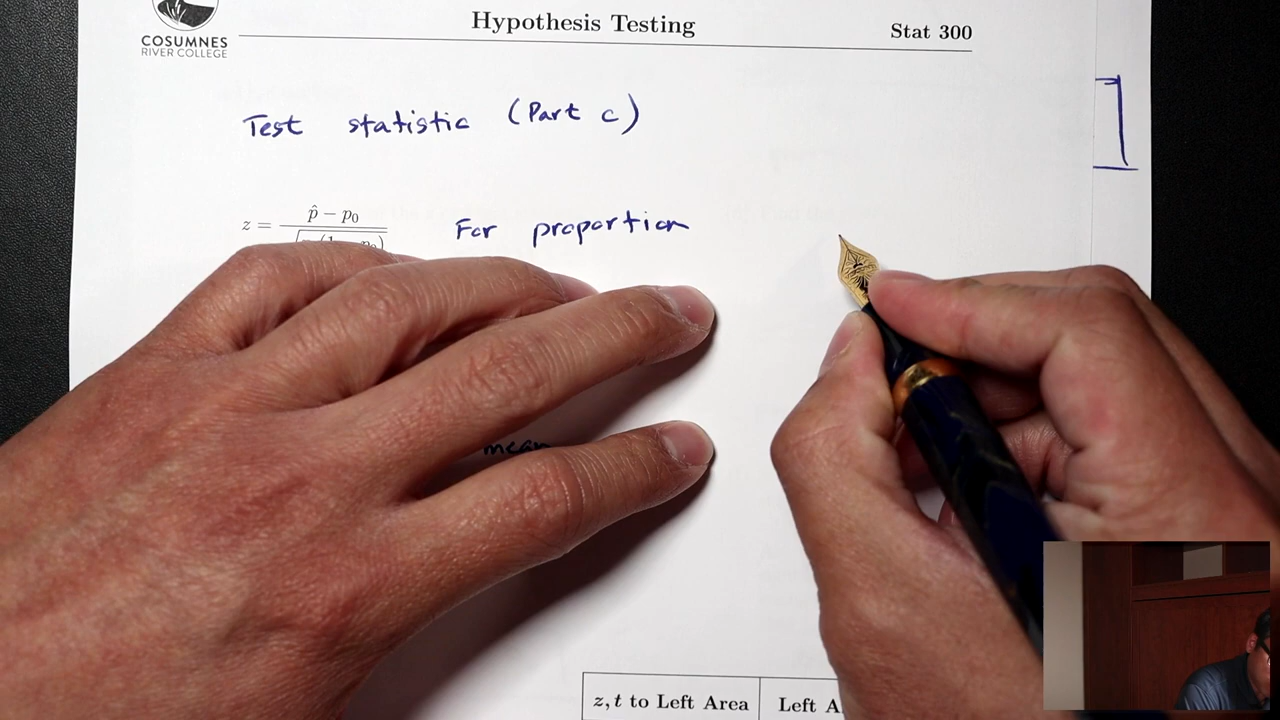 COSUMNES
RIVER COLLEGE
Hypothesis Testing
Stat 300
Test statistic (Part c)
z = p̂ − p₀
For proportion
mean
z, t to Left Area
Left A